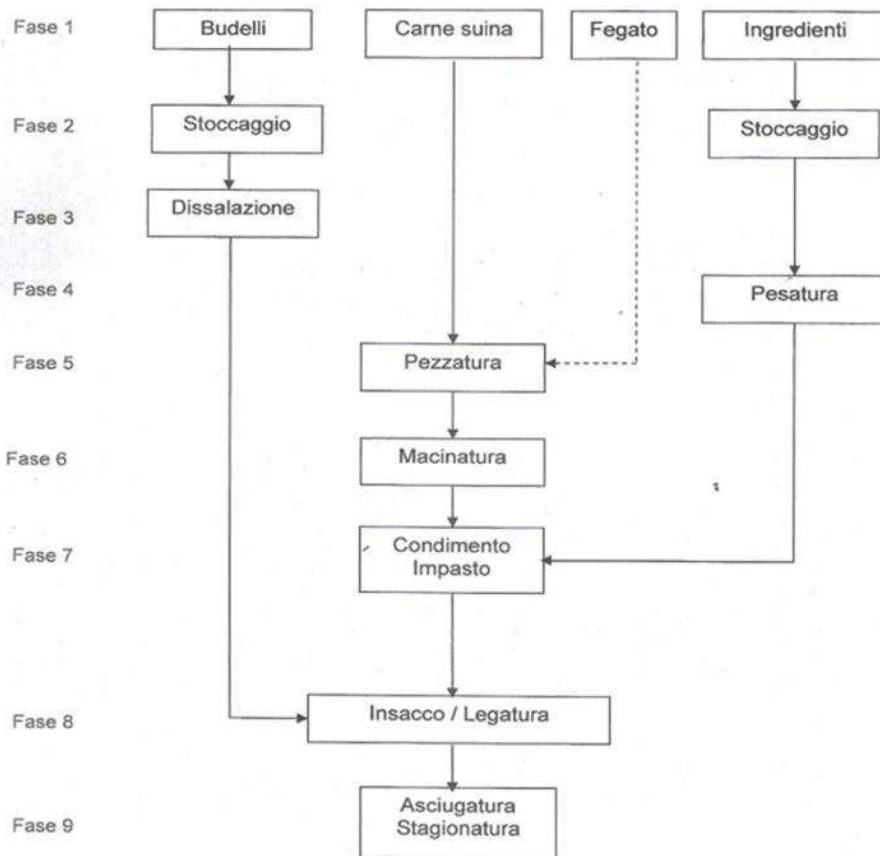 Fase 1
Budelli
Carne suina
Fegato
Ingredienti
Fase 2
Stoccaggio
Stoccaggio
Fase 3
Dissalazione
Fase 4
Pesatura
Fase 5
Pezzatura
Fase 6
Macinatura
Fase 7
Condimento
Impasto
Fase 8
Insacco / Legatura
Fase 9
Asciugatura
Stagionatura